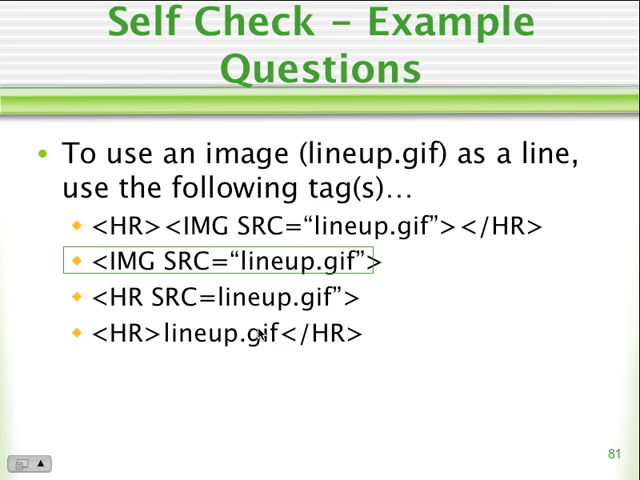 Self Check – Example
Questions
• To use an image (lineup.gif) as a line,
use the following tag(s)…
<HR><IMG SRC=“lineup.gif”></HR>
<IMG SRC=“lineup.gif”>
<HR SRC=lineup.gif”>
<HR>lineup.gif</HR>
81